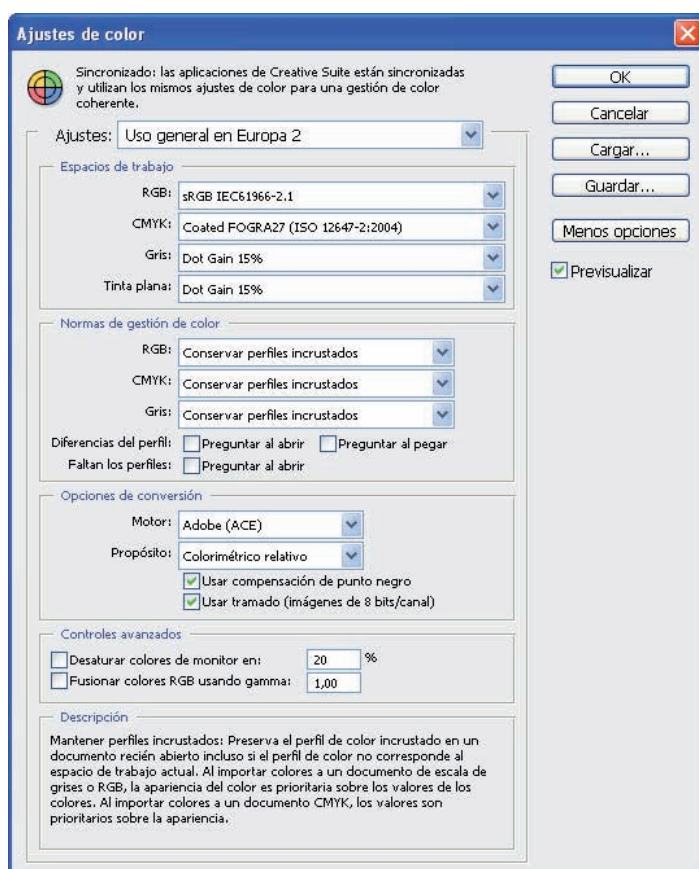 Ajustes de color
Sincronizado: las aplicaciones de Creative Suite están sincronizadas
y utilizan los mismos ajustes de color para una gestión de color
coherente.
Ajustes: Uso general en Europa 2
Espacios de trabajo
RGB: sRGB IEC61966-2.1
CMYK: Coated FOGRA27 (ISO 12647-2:2004)
Gris: Dot Gain 15%
Tinta plana: Dot Gain 15%
Normas de gestión de color
RGB: Conservar perfiles incrustados
CMYK: Conservar perfiles incrustados
Gris: Conservar perfiles incrustados
Diferencias del perfil: Preguntar al abrir Preguntar al pegar
Faltan los perfiles: Preguntar al abrir
Opciones de conversión
Motor: Adobe (ACE)
Propósito: Colorimétrico relativo
Usar compensación de punto negro
Usar tramado (imágenes de 8 bits/canal)
Controles avanzados
Desaturar colores de monitor en: 20 %
Fusionar colores RGB usando gamma: 1,00
Descripción
Mantener perfiles incrustados: Preserva el perfil de color incrustado en un
documento recién abierto incluso si el perfil de color no corresponde al
espacio de trabajo actual. Al importar colores a un documento de escala de
grises o RGB, la apariencia del color es prioritaria sobre los valores de los
colores. Al importar colores a un documento CMYK, los valores son
prioritarios sobre la apariencia.
OK
Cancelar
Cargar...
Guardar...
Menos opciones
Previsualizar